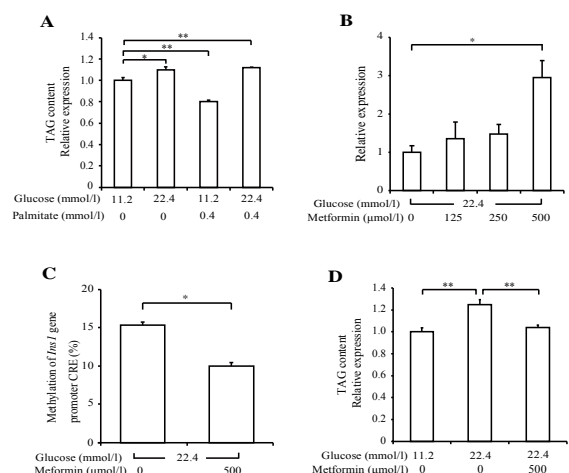 A
**
**
*
1.4
1.2
1.0
0.8
0.6
0.4
0.2
0
TAG content
Relative expression
Glucose (mmol/l) 11.2 22.4 11.2 22.4
Palmitate (mmol/l) 0 0 0.4 0.4
B
*
4
3
2
1
0
Relative expression
Glucose (mmol/l) 22.4
Metformin (μmol/l) 0 125 250 500
C
*
20
15
10
5
0
Methylation of Ins1 gene
promoter CRE (%)
Glucose (mmol/l) 22.4
Meformin (μmol/l) 0 500
D
** **
1.4
1.2
1.0
0.8
0.6
0.4
0.2
0
TAG content
Relative expression
Glucose (mmol/l) 11.2 22.4 22.4
Metformin (μmol/l) 0 0 500